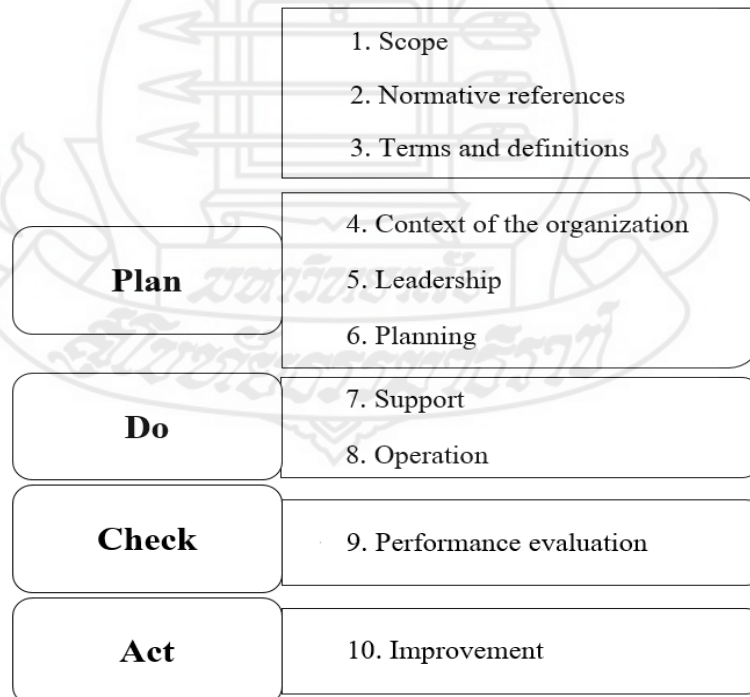 1. Scope
2. Normative references
3. Terms and definitions
Plan
4. Context of the organization
5. Leadership
6. Planning
Do
7. Support
8. Operation
Check
9. Performance evaluation
Act
10. Improvement